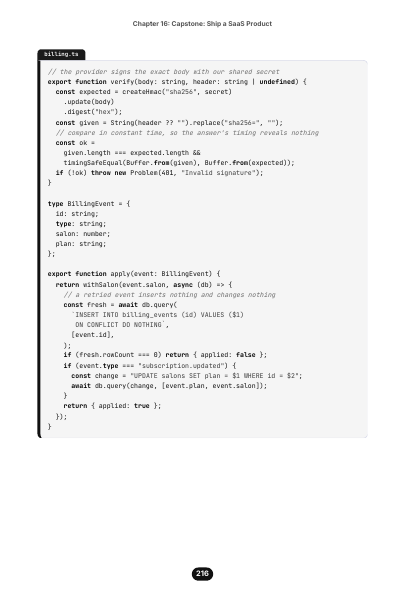 Chapter 16: Capstone: Ship a SaaS Product
billing.ts
// the provider signs the exact body with our shared secret
export function verify(body: string, header: string | undefined) {
  const expected = createHmac("sha256", secret)
    .update(body)
    .digest("hex");
  const given = String(header ?? "").replace("sha256=", "");
  // compare in constant time, so the answer's timing reveals nothing
  const ok =
    given.length === expected.length &&
    timingSafeEqual(Buffer.from(given), Buffer.from(expected));
  if (!ok) throw new Problem(401, "Invalid signature");
}
type BillingEvent = {
  id: string;
  type: string;
  salon: number;
  plan: string;
};
export function apply(event: BillingEvent) {
  return withSalon(event.salon, async (db) => {
    // a retried event inserts nothing and changes nothing
    const fresh = await db.query(
      `INSERT INTO billing_events (id) VALUES ($1)
       ON CONFLICT DO NOTHING`,
      [event.id],
    );
    if (fresh.rowCount === 0) return { applied: false };
    if (event.type === "subscription.updated") {
      const change = "UPDATE salons SET plan = $1 WHERE id = $2";
      await db.query(change, [event.plan, event.salon]);
    }
    return { applied: true };
  });
}
216